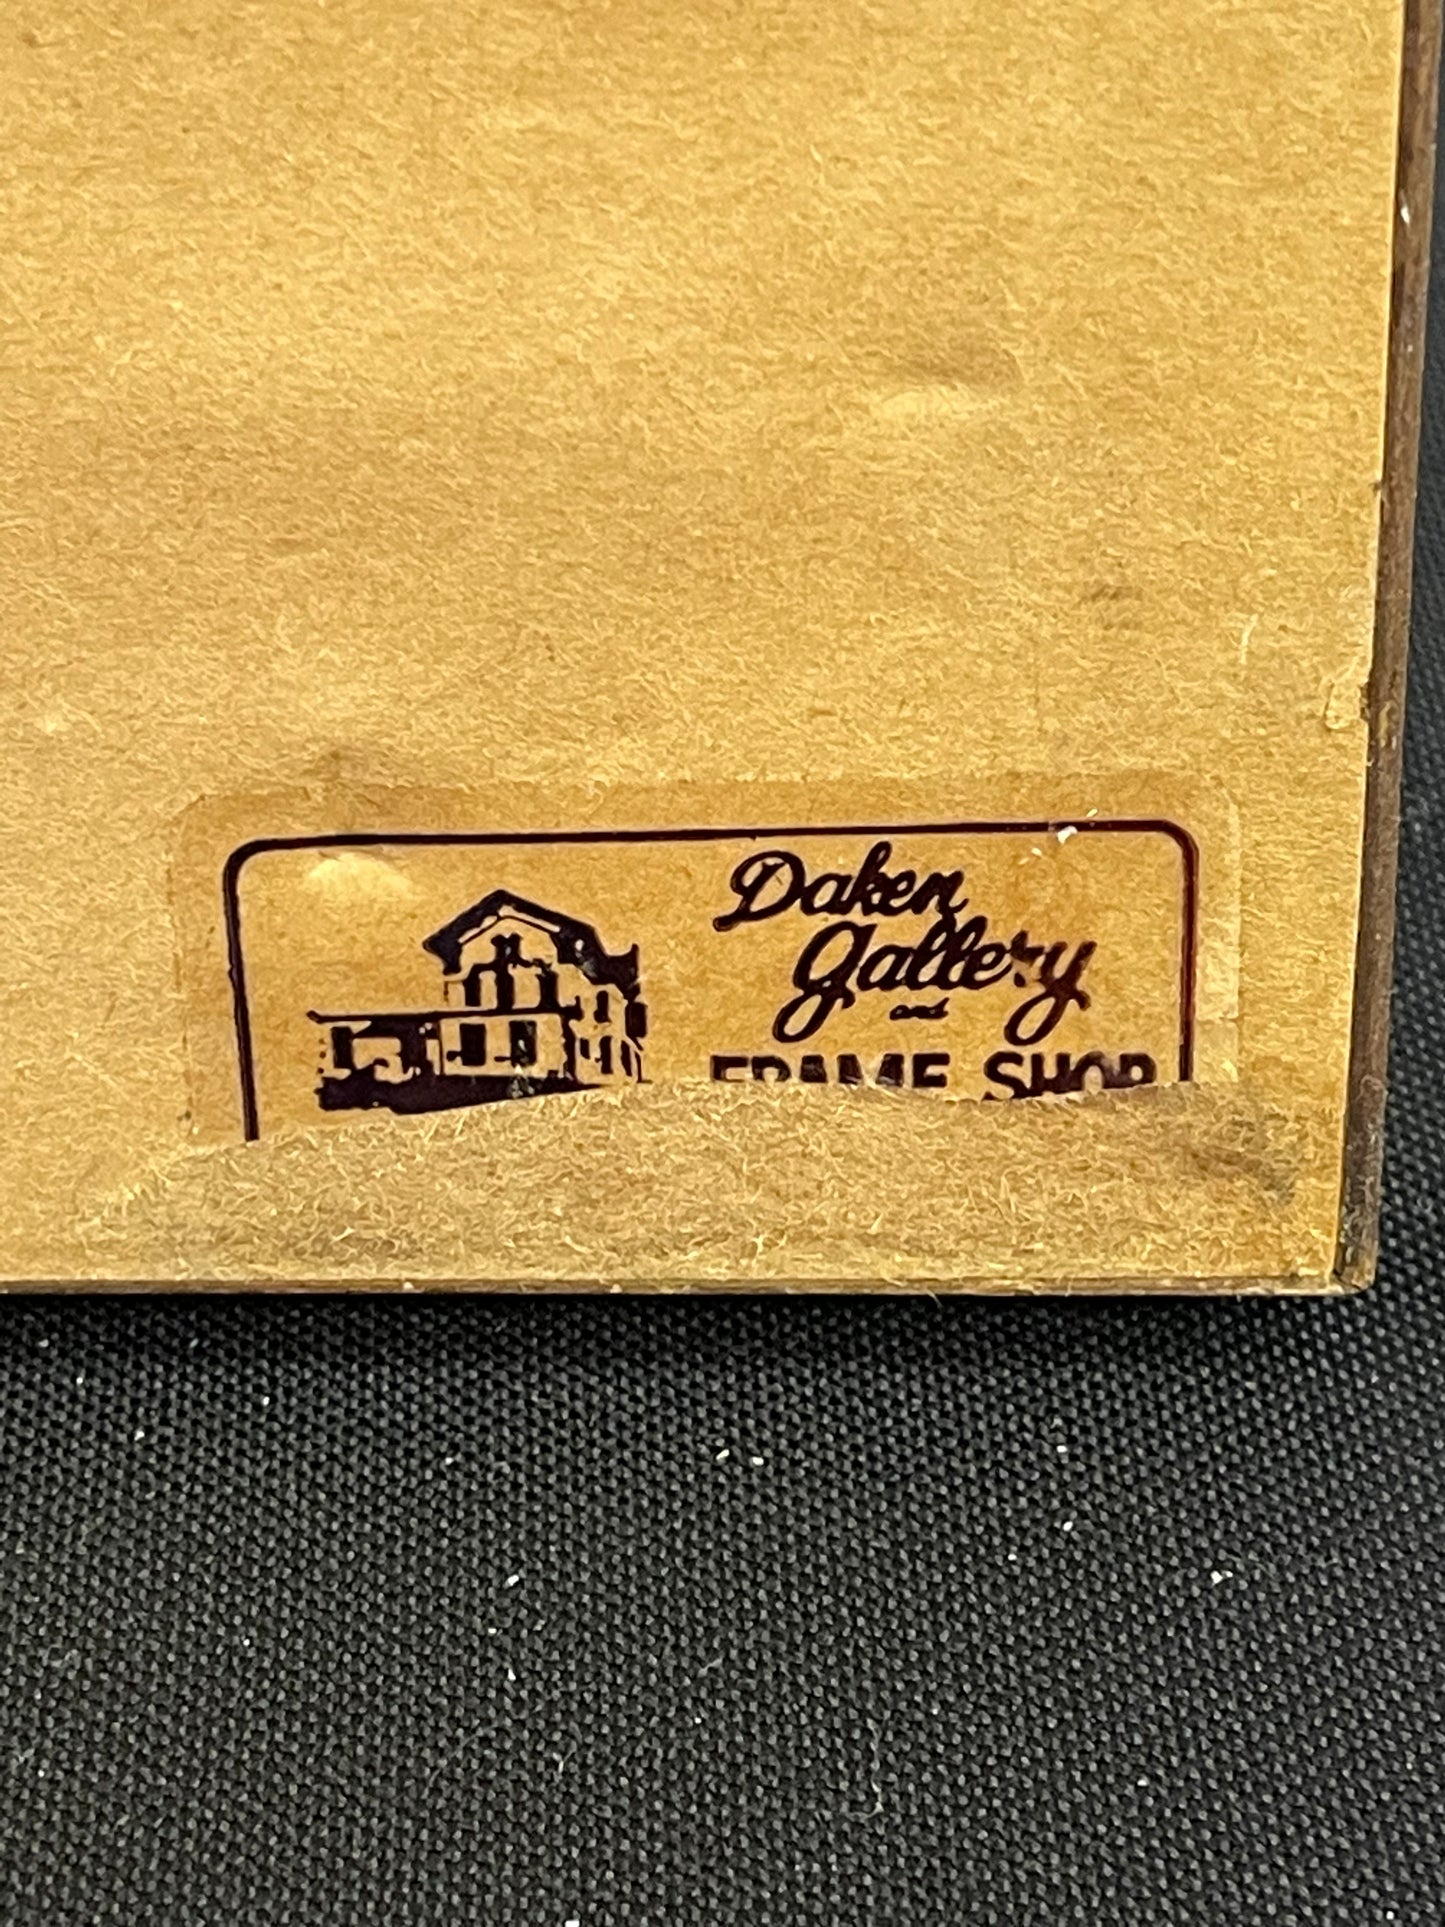 Daken
Gallery
and
FRAME SHOP